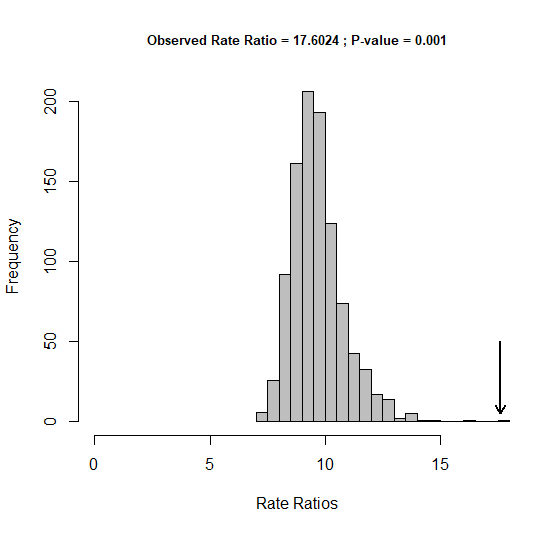 Observed Rate Ratio = 17.6024 ; P-value = 0.001
Frequency
200
150
100
50
0
0 5 10 15
Rate Ratios